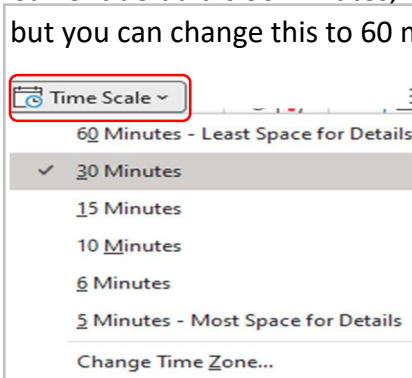 but you can change this to 60
Time Scale
60 Minutes - Least Space for Details
30 Minutes
15 Minutes
10 Minutes
6 Minutes
5 Minutes - Most Space for Details
Change Time Zone...